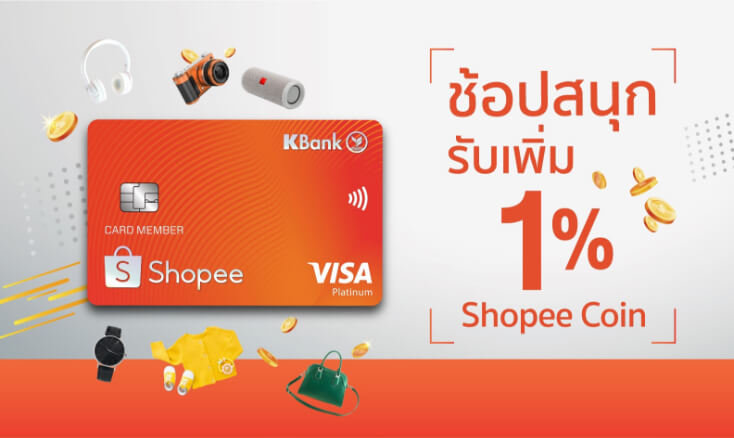 KBank
CARD MEMBER
S Shopee
VISA
Platinum
ช้อปสนุก
รับเพิ่ม
1%
Shopee Coin